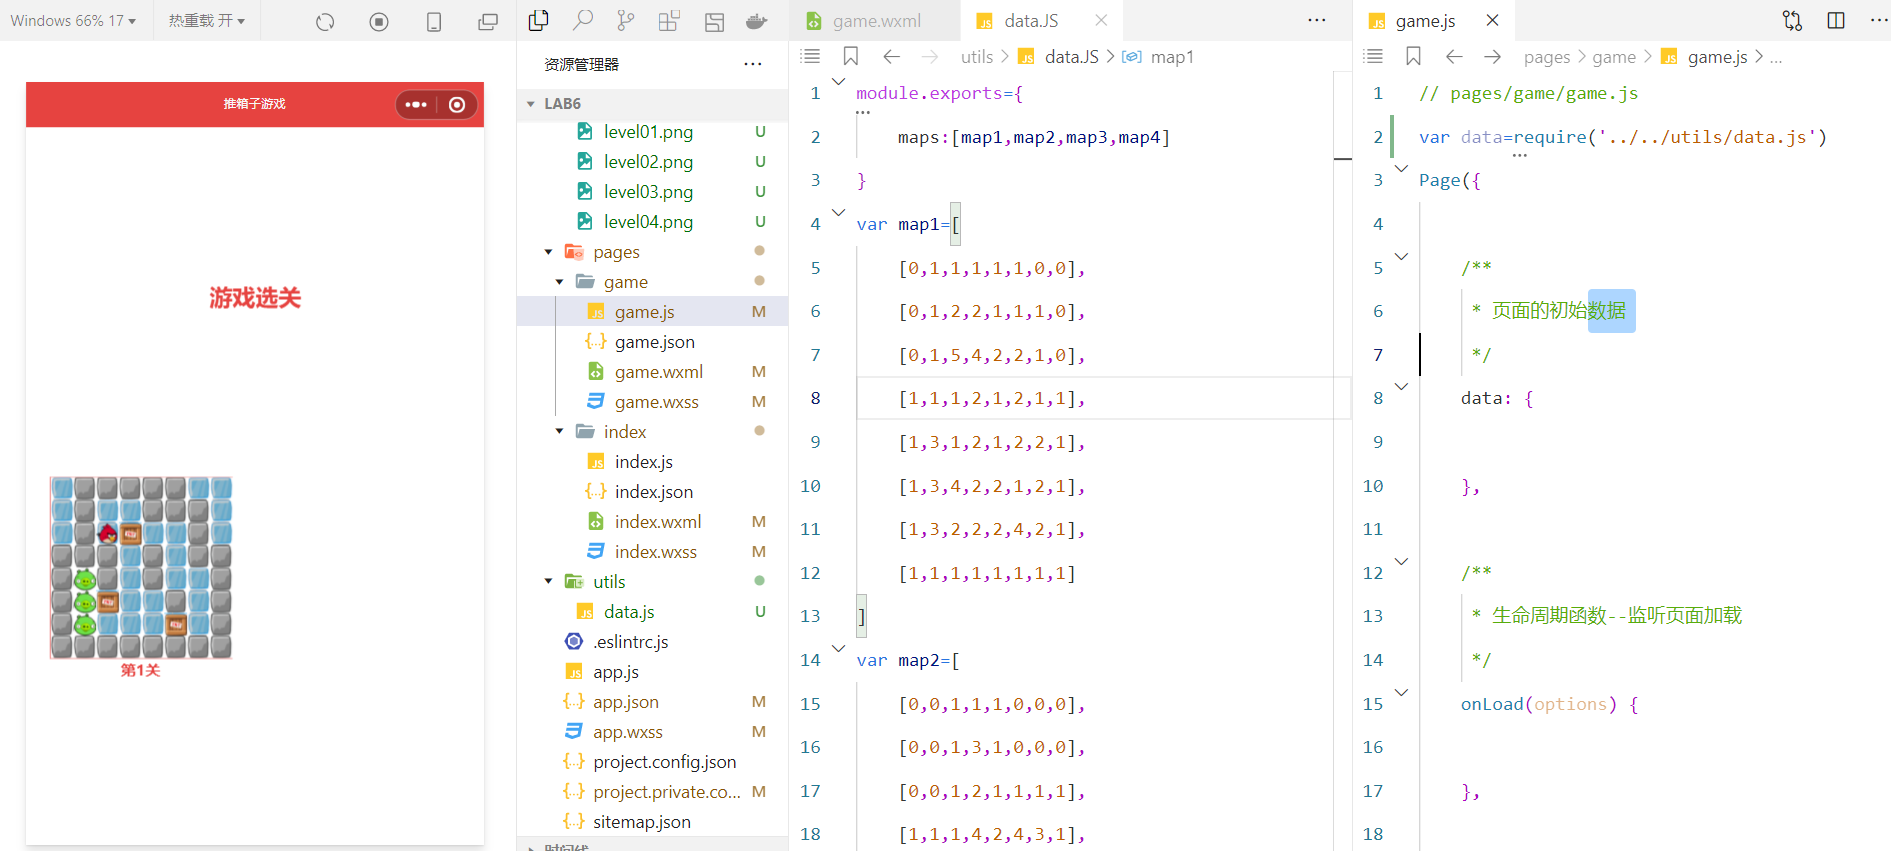 Windows 66% 17
热重载 开
推箱子游戏
游戏选关
第1关
资源管理器
LAB6
level01.png U
level02.png U
level03.png U
level04.png U
pages
game
game.js M
game.json
game.wxml M
game.wxss M
index
index.js
index.json
index.wxml M
index.wxss M
utils
data.js U
.eslintrc.js
app.js
app.json M
app.wxss M
project.config.json
project.private.co... M
sitemap.json
时间线
game.wxml
data.JS
utils > data.JS > map1
1 module.exports={
2 maps:[map1,map2,map3,map4]
3 }
4 var map1=[
5 [0,1,1,1,1,1,0,0],
6 [0,1,2,2,1,1,1,0],
7 [0,1,5,4,2,2,1,0],
8 [1,1,1,2,1,2,1,1],
9 [1,3,1,2,1,2,2,1],
10 [1,3,4,2,2,1,2,1],
11 [1,3,2,2,2,4,2,1],
12 [1,1,1,1,1,1,1,1]
13 ]
14 var map2=[
15 [0,0,1,1,1,0,0,0],
16 [0,0,1,3,1,0,0,0],
17 [0,0,1,2,1,1,1,1],
18 [1,1,1,4,2,4,3,1],
game.js
pages > game > game.js > ...
1 // pages/game/game.js
2 var data=require('../../utils/data.js')
3 Page({
4
5 /**
6 * 页面的初始数据
7 */
8 data: {
9
10 },
11
12 /**
13 * 生命周期函数--监听页面加载
14 */
15 onLoad(options) {
16
17 },
18